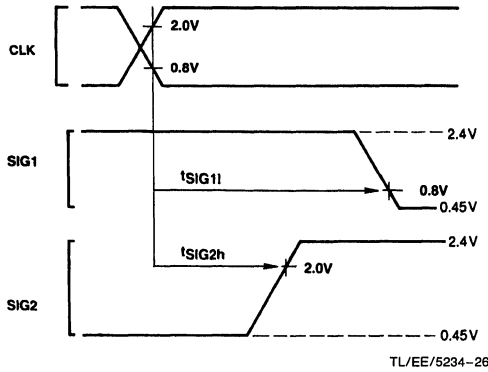 2.0V
CLK
0.8V
2.4V
SIG1
tSIG1l
0.8V
0.45V
2.4V
tSIG2h
2.0V
SIG2
0.45V
TL/EE/5234-26